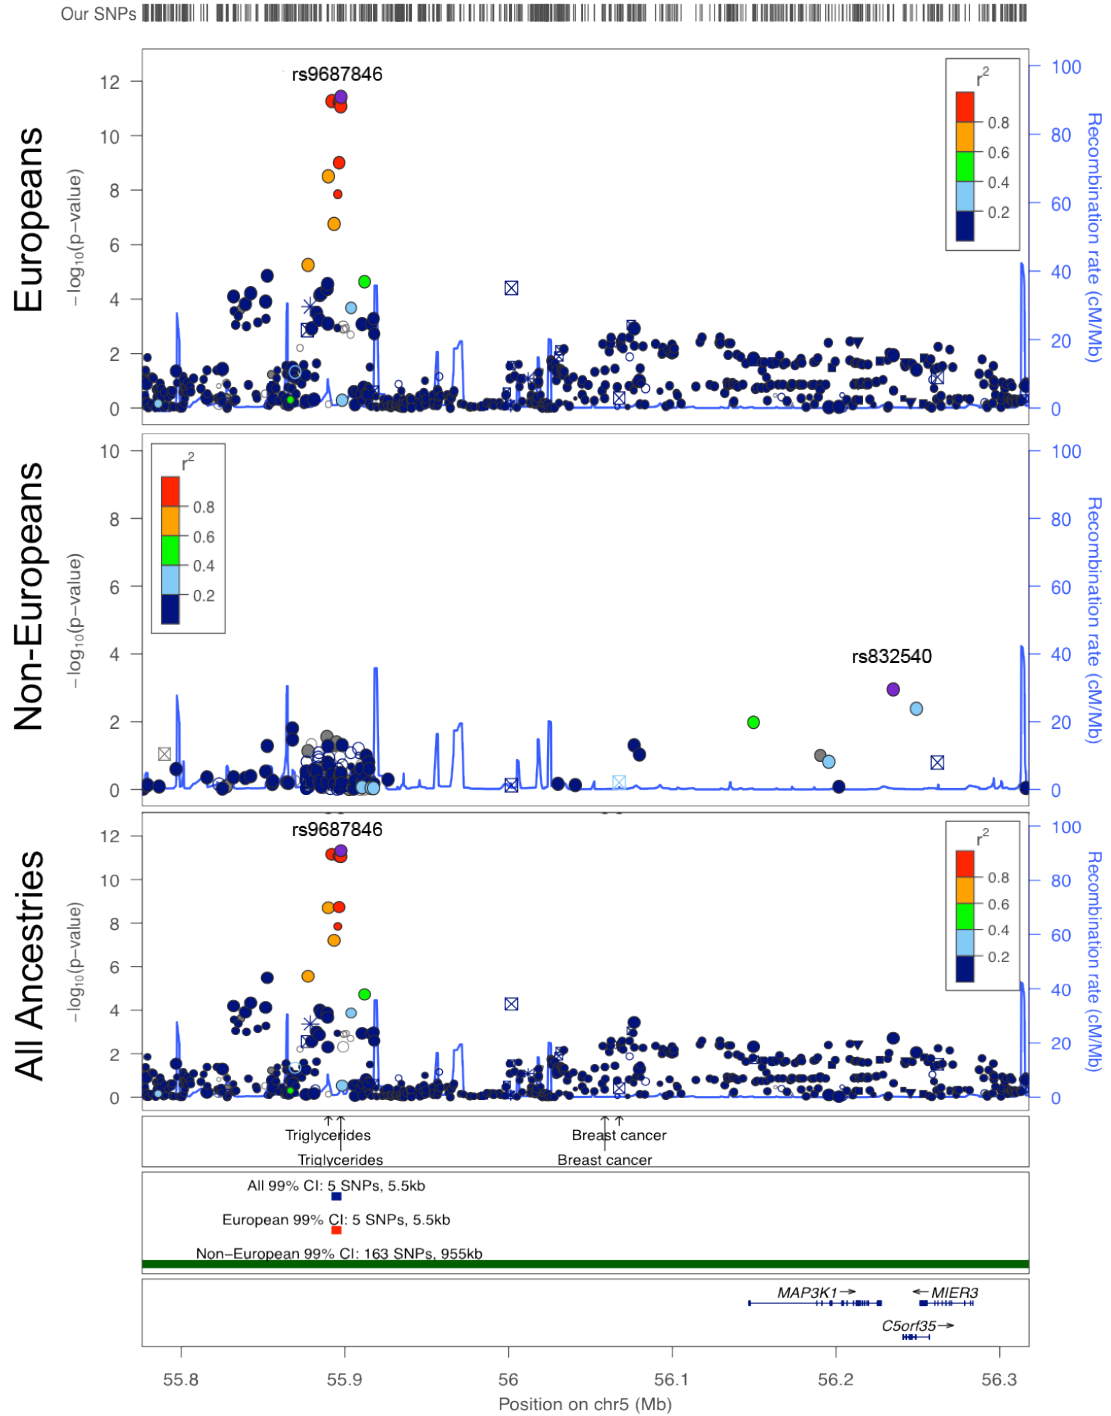 Our SNPs
Europeans
−log10(p−value)
12
10
8
6
4
2
0
rs9687846
r2
0.8
0.6
0.4
0.2
100
80
60
40
20
0
Recombination rate (cM/Mb)
Non-Europeans
−log10(p−value)
10
8
6
4
2
0
r2
0.8
0.6
0.4
0.2
rs832540
100
80
60
40
20
0
Recombination rate (cM/Mb)
All Ancestries
−log10(p−value)
12
10
8
6
4
2
0
rs9687846
r2
0.8
0.6
0.4
0.2
100
80
60
40
20
0
Recombination rate (cM/Mb)
Triglycerides
Breast cancer
Triglycerides
Breast cancer
All 99% CI: 5 SNPs, 5.5kb
European 99% CI: 5 SNPs, 5.5kb
Non−European 99% CI: 163 SNPs, 955kb
MAP3K1
MIER3
C5orf35
55.8
55.9
56
56.1
56.2
56.3
Position on chr5 (Mb)